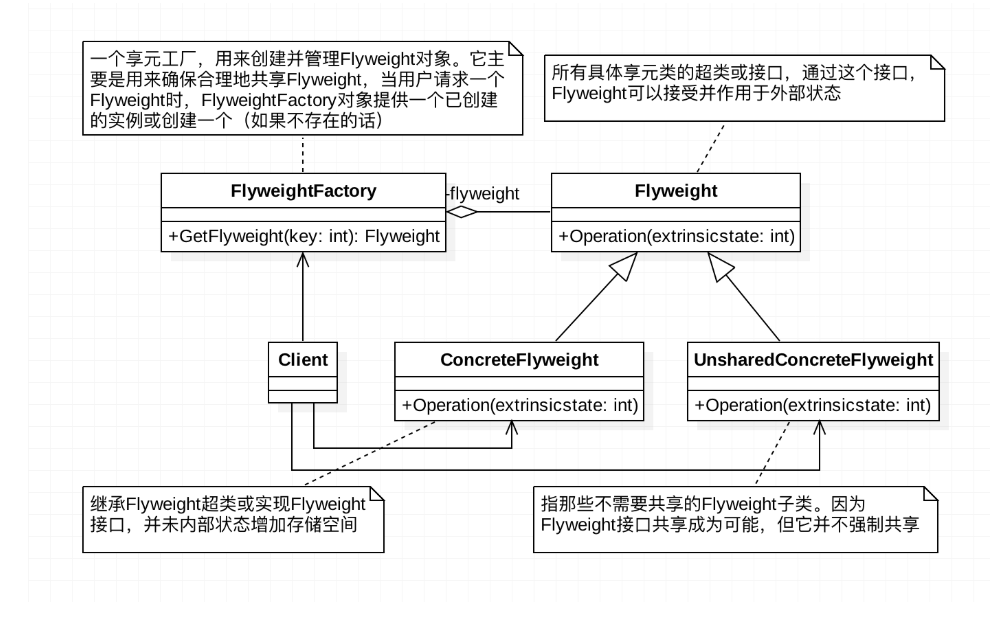 一个享元工厂，用来创建并管理Flyweight对象。它主
要是用来确保合理地共享Flyweight，当用户请求一个
Flyweight时，FlyweightFactory对象提供一个已创建
的实例或创建一个（如果不存在的话）
所有具体享元类的超类或接口，通过这个接口，
Flyweight可以接受并作用于外部状态
FlyweightFactory
-flyweight
Flyweight
+GetFlyweight(key: int): Flyweight
+Operation(extrinsicstate: int)
Client
ConcreteFlyweight
UnsharedConcreteFlyweight
+Operation(extrinsicstate: int)
+Operation(extrinsicstate: int)
继承Flyweight超类或实现Flyweight
接口，并未内部状态增加存储空间
指那些不需要共享的Flyweight子类。因为
Flyweight接口共享成为可能，但它并不强制共享